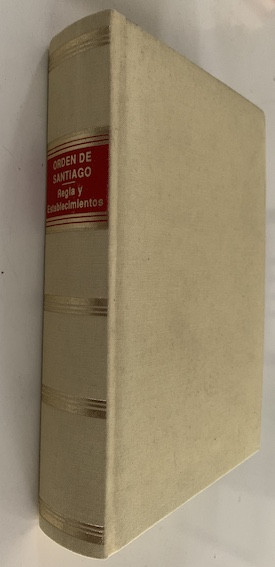 ORDEN DE
SANTIAGO
Regla y
Establecimientos